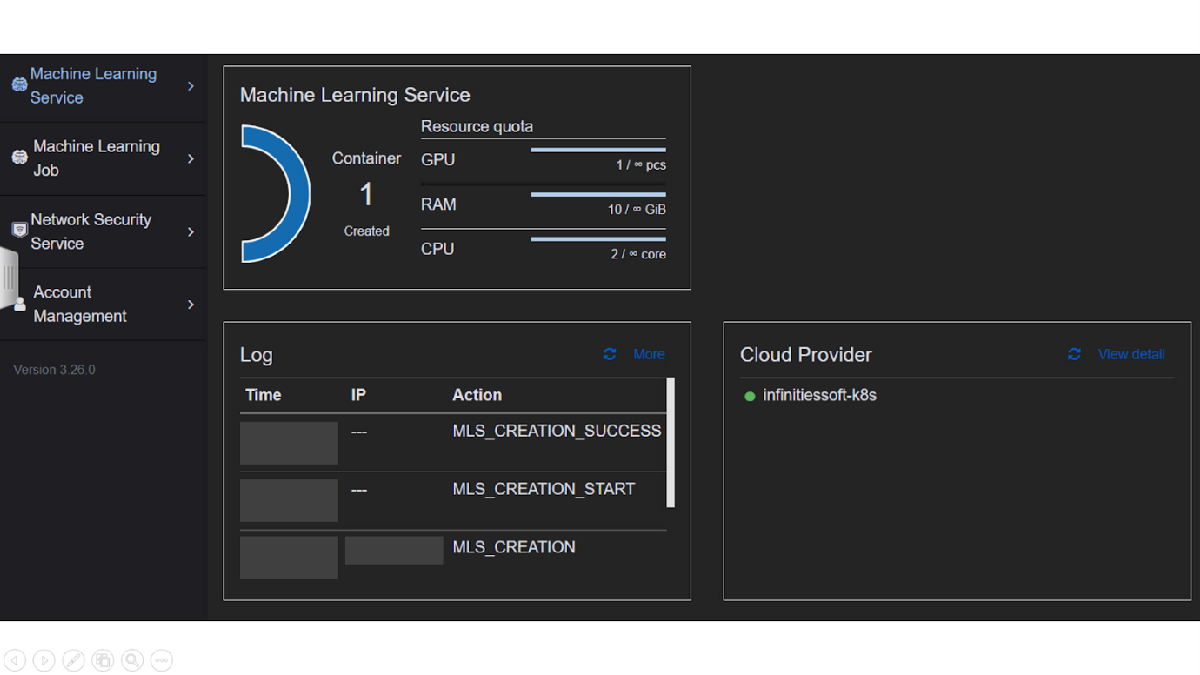 Machine Learning
Service
Machine Learning
Job
Network Security
Service
Account
Management
Version 3.26.0
Machine Learning Service
Container
1
Created
Resource quota
GPU
1 / ∞ pcs
RAM
10 / ∞ GiB
CPU
2 / ∞ core
Log
More
Time IP Action
--- MLS_CREATION_SUCCESS
--- MLS_CREATION_START
MLS_CREATION
Cloud Provider
View detail
infinitiessoft-k8s